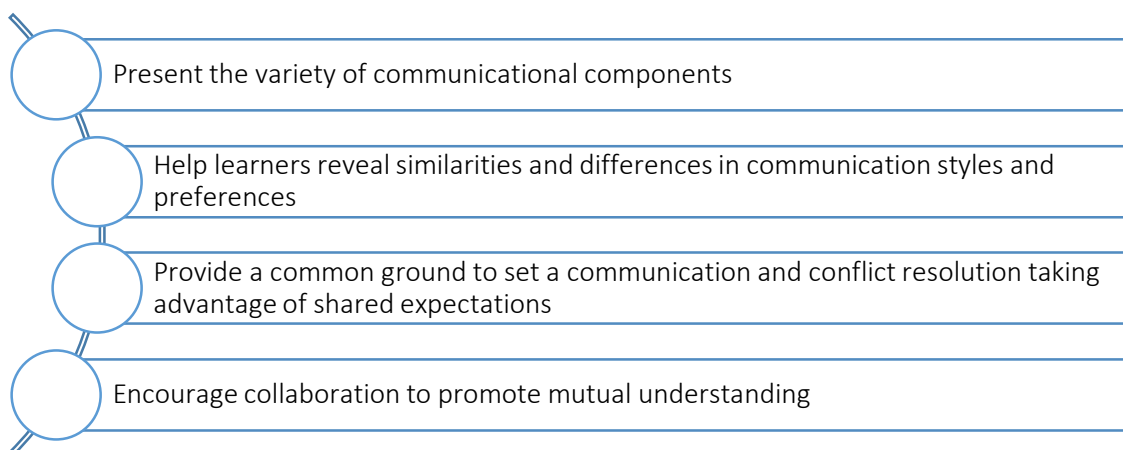 Present the variety of communicational components
Help learners reveal similarities and differences in communication styles and
preferences
Provide a common ground to set a communication and conflict resolution taking
advantage of shared expectations
Encourage collaboration to promote mutual understanding